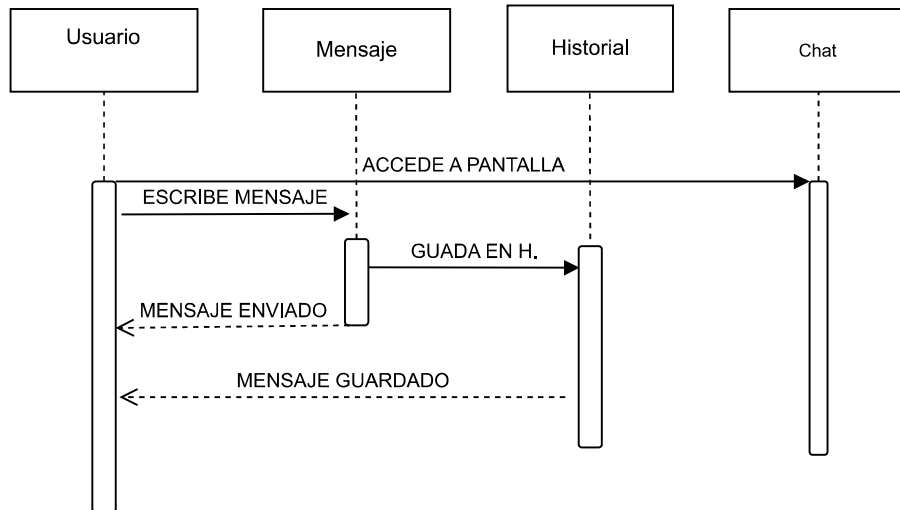 Usuario
Mensaje
Historial
Chat
ACCEDE A PANTALLA
ESCRIBE MENSAJE
GUADA EN H.
MENSAJE ENVIADO
MENSAJE GUARDADO